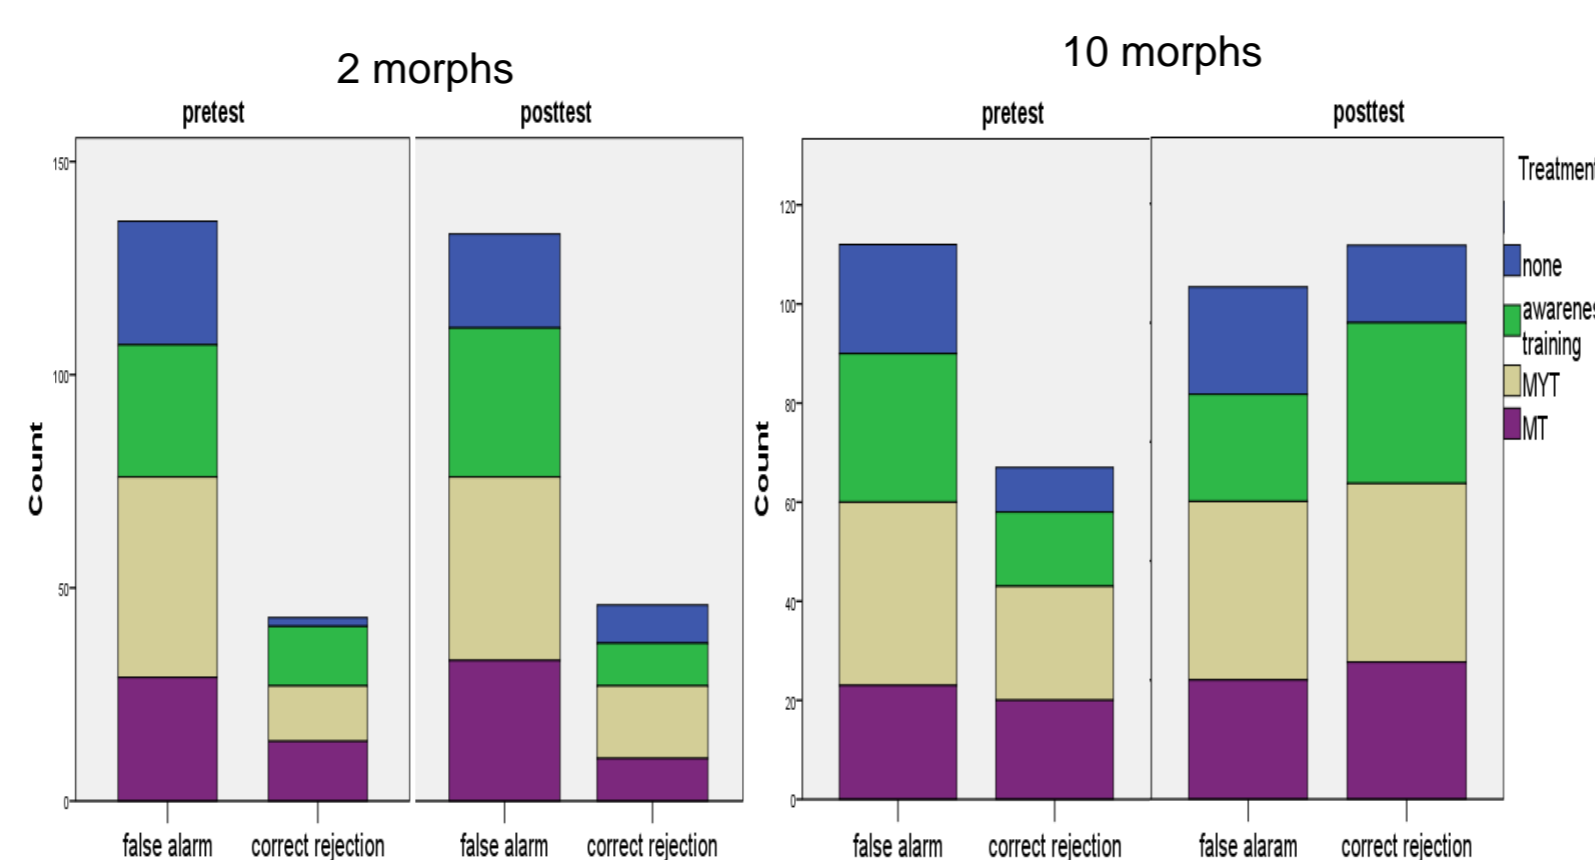 2 morphs
10 morphs
pretest
posttest
pretest
posttest
150
100
50
0
Count
120
100
80
60
40
20
0
Count
Treatment
none
awarenes
training
MYT
MT
false alarm
correct rejection
false alarm
correct rejection
false alarm
correct rejection
false alaram
correct rejection